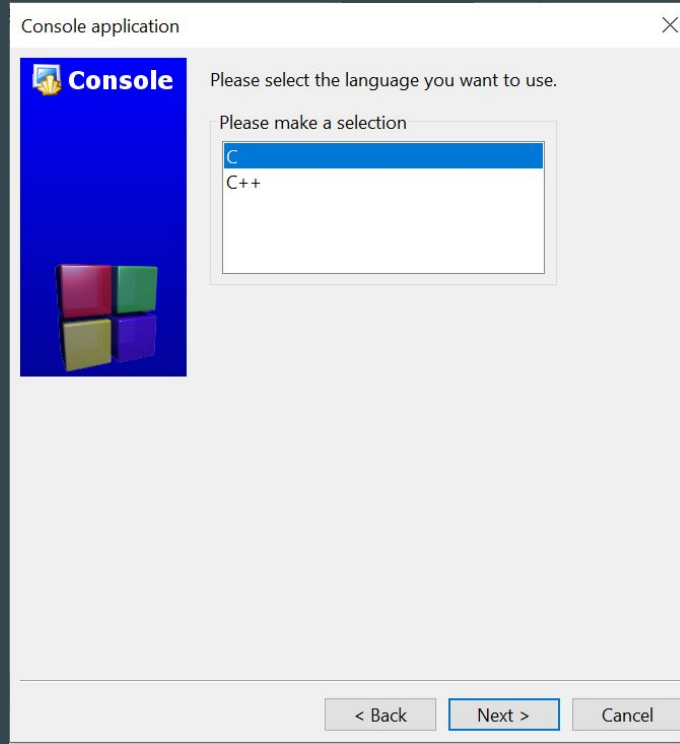 Console application
Console
Please select the language you want to use.
Please make a selection
C
C++
< Back
Next >
Cancel